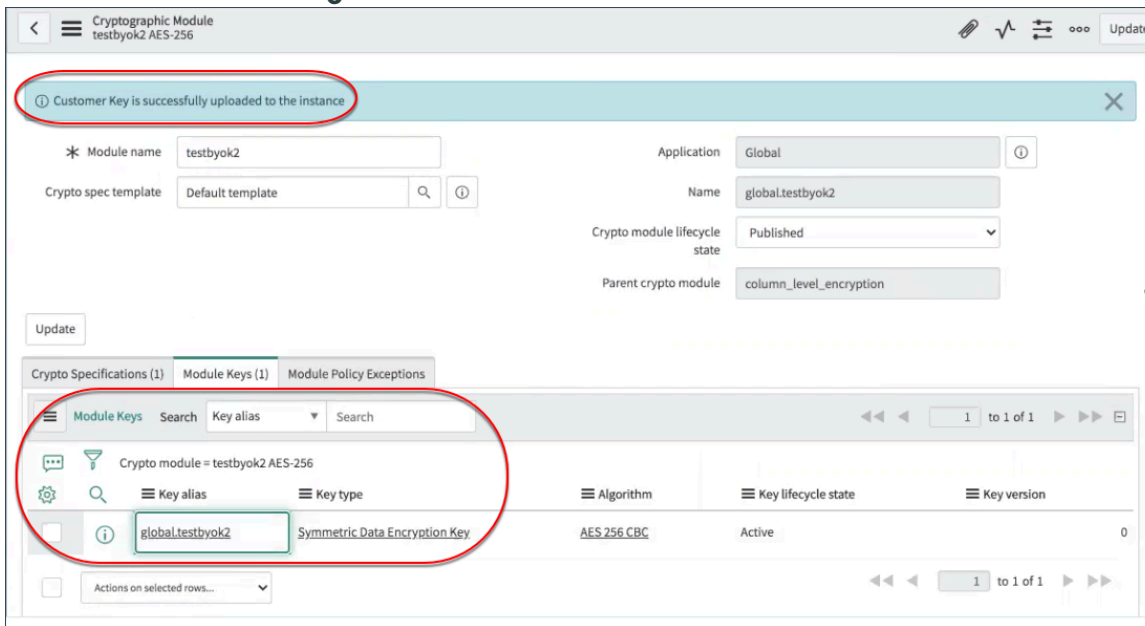 Cryptographic Module
testbyok2 AES-256
ooo Update
Customer Key is successfully uploaded to the instance
Module name testbyok2
Application Global
Crypto spec template Default template
Name global.testbyok2
Crypto module lifecycle state Published
Parent crypto module column_level_encryption
Update
Crypto Specifications (1) Module Keys (1) Module Policy Exceptions
Module Keys Search Key alias Search 1 to 1 of 1
Crypto module = testbyok2 AES-256
Key alias Key type Algorithm Key lifecycle state Key version
global.testbyok2 Symmetric Data Encryption Key AES 256 CBC Active 0
Actions on selected rows... 1 to 1 of 1